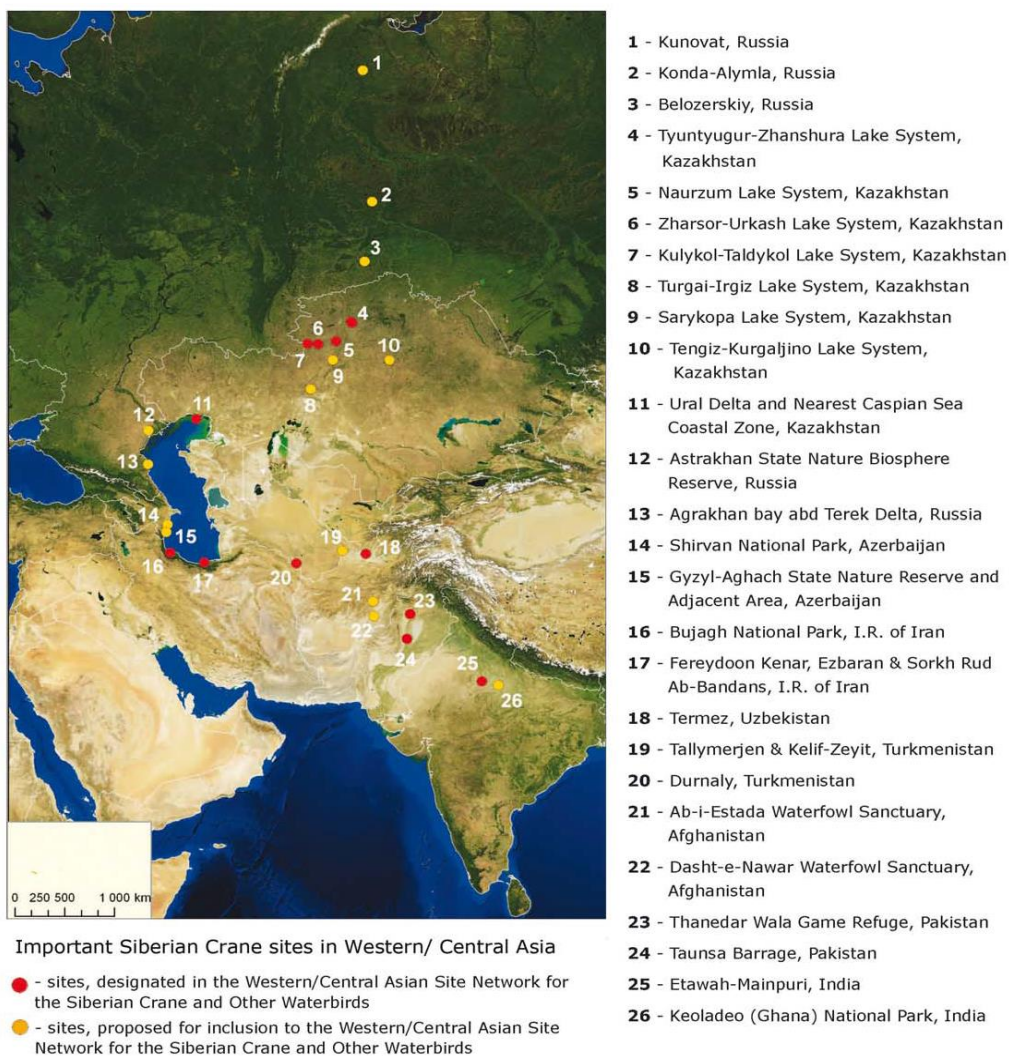 1
2
3
4
6
7
5
10
9
8
11
12
13
14
15
16
17
19
18
20
21
23
22
24
25
26
0 250 500 1 000 km
Important Siberian Crane sites in Western/ Central Asia
- sites, designated in the Western/Central Asian Site Network for
the Siberian Crane and Other Waterbirds
- sites, proposed for inclusion to the Western/Central Asian Site
Network for the Siberian Crane and Other Waterbirds
1 - Kunovat, Russia
2 - Konda-Alymla, Russia
3 - Belozerskiy, Russia
4 - Tyuntyugur-Zhanshura Lake System,
Kazakhstan
5 - Naurzum Lake System, Kazakhstan
6 - Zharsor-Urkash Lake System, Kazakhstan
7 - Kulykol-Taldykol Lake System, Kazakhstan
8 - Turgai-Irgiz Lake System, Kazakhstan
9 - Sarykopa Lake System, Kazakhstan
10 - Tengiz-Kurgaljino Lake System,
Kazakhstan
11 - Ural Delta and Nearest Caspian Sea
Coastal Zone, Kazakhstan
12 - Astrakhan State Nature Biosphere
Reserve, Russia
13 - Agrakhan bay abd Terek Delta, Russia
14 - Shirvan National Park, Azerbaijan
15 - Gyzyl-Aghach State Nature Reserve and
Adjacent Area, Azerbaijan
16 - Bujagh National Park, I.R. of Iran
17 - Fereydoon Kenar, Ezbaran & Sorkh Rud
Ab-Bandans, I.R. of Iran
18 - Termez, Uzbekistan
19 - Tallymerjen & Kelif-Zeyit, Turkmenistan
20 - Durnaly, Turkmenistan
21 - Ab-i-Estada Waterfowl Sanctuary,
Afghanistan
22 - Dasht-e-Nawar Waterfowl Sanctuary,
Afghanistan
23 - Thanedar Wala Game Refuge, Pakistan
24 - Taunsa Barrage, Pakistan
25 - Etawah-Mainpuri, India
26 - Keoladeo (Ghana) National Park, India